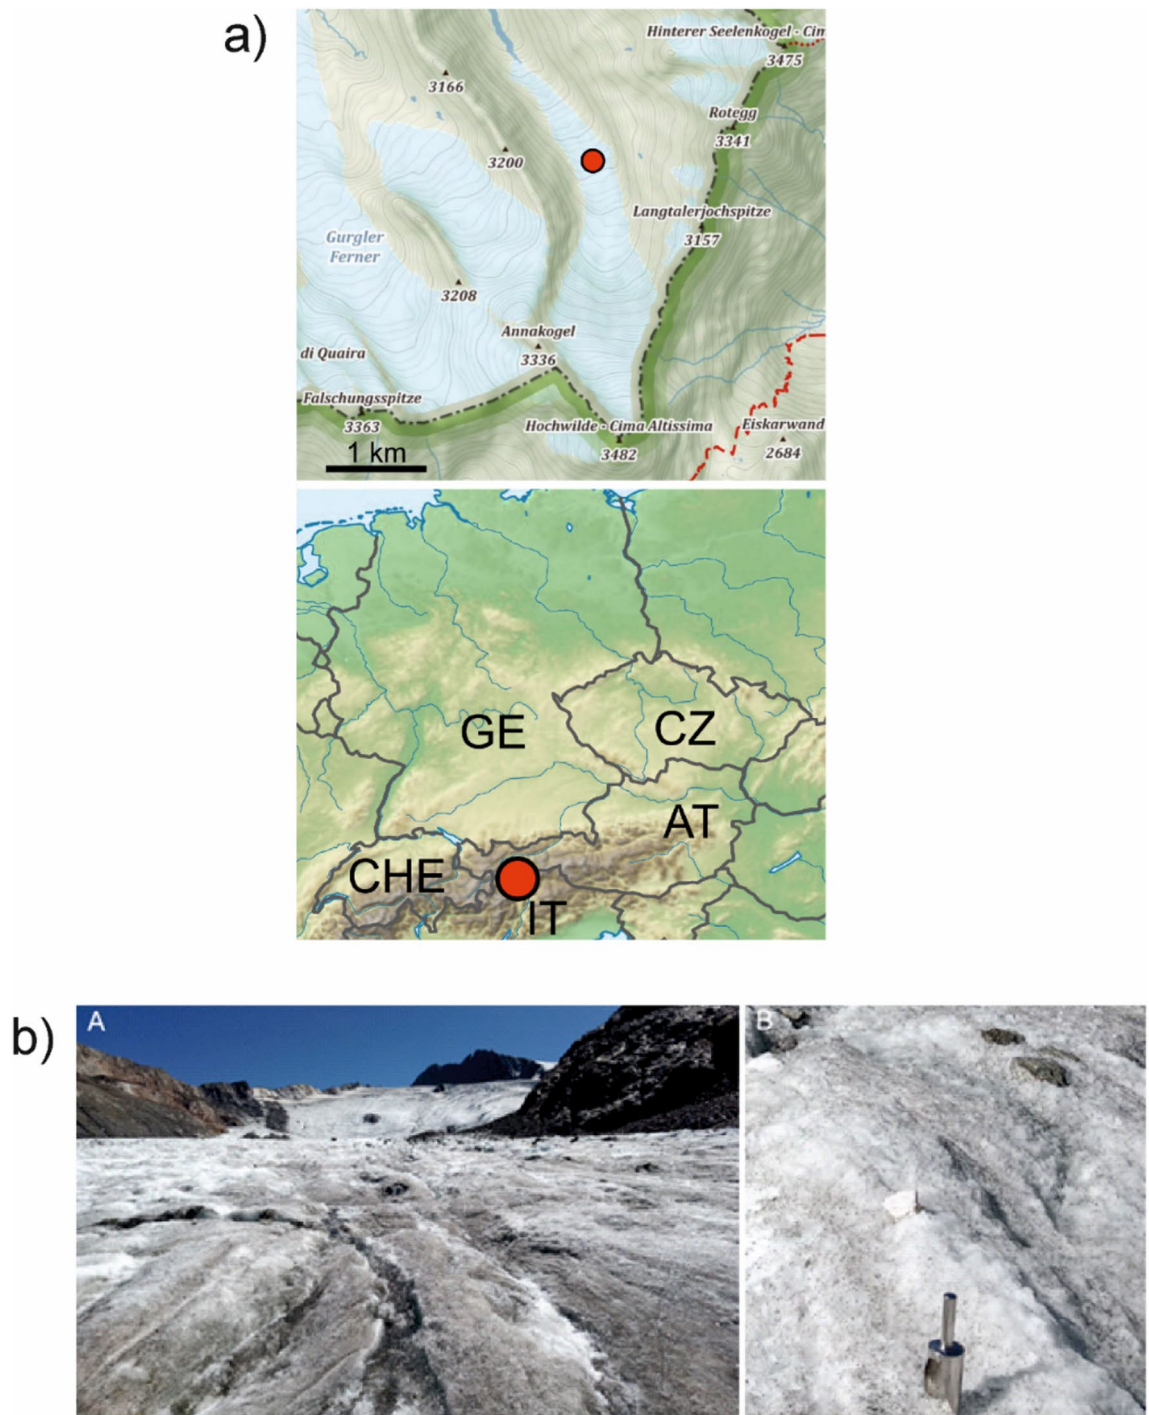 a)
Hinterer Seelenkogel - Cim
3475
3166
Rotegg
3341
3200
Langtalerjochspitze
3157
Gurgler
Ferner
3208
Annakogel
3336
di Quaira
Falschungsspitze
3363
Hochwilde - Cima Altissima
3482
Eiskarwand
2684
1 km
GE
CZ
AT
CHE
IT
b)
A
B